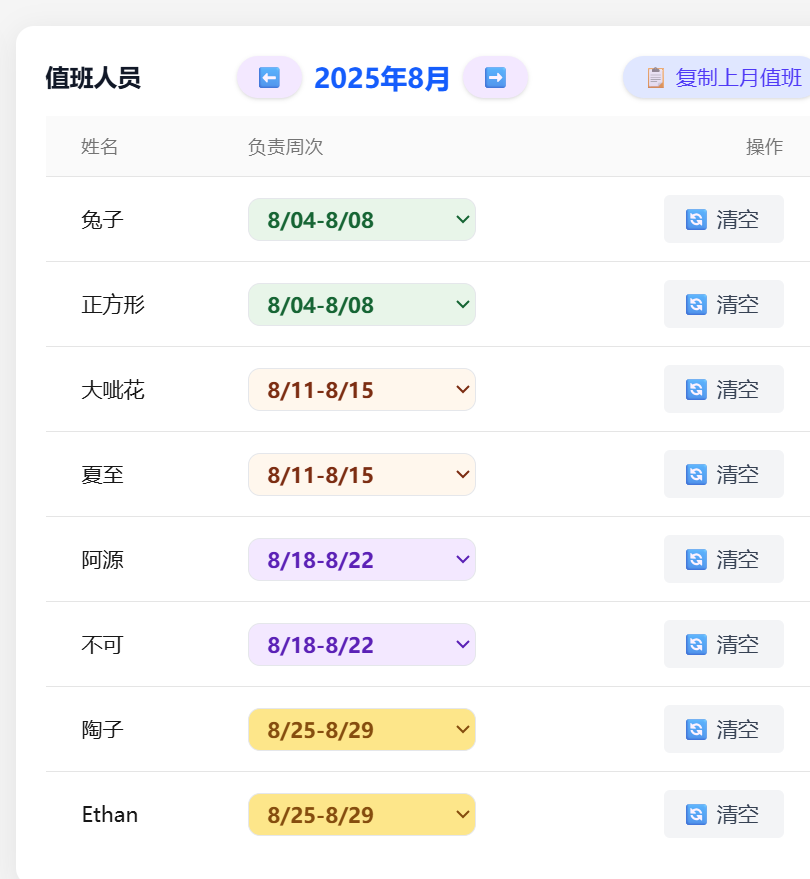 值班人员 2025年8月 复制上月值班
姓名 负责周次 操作
兔子 8/04-8/08 清空
正方形 8/04-8/08 清空
大呲花 8/11-8/15 清空
夏至 8/11-8/15 清空
阿源 8/18-8/22 清空
不可 8/18-8/22 清空
陶子 8/25-8/29 清空
Ethan 8/25-8/29 清空